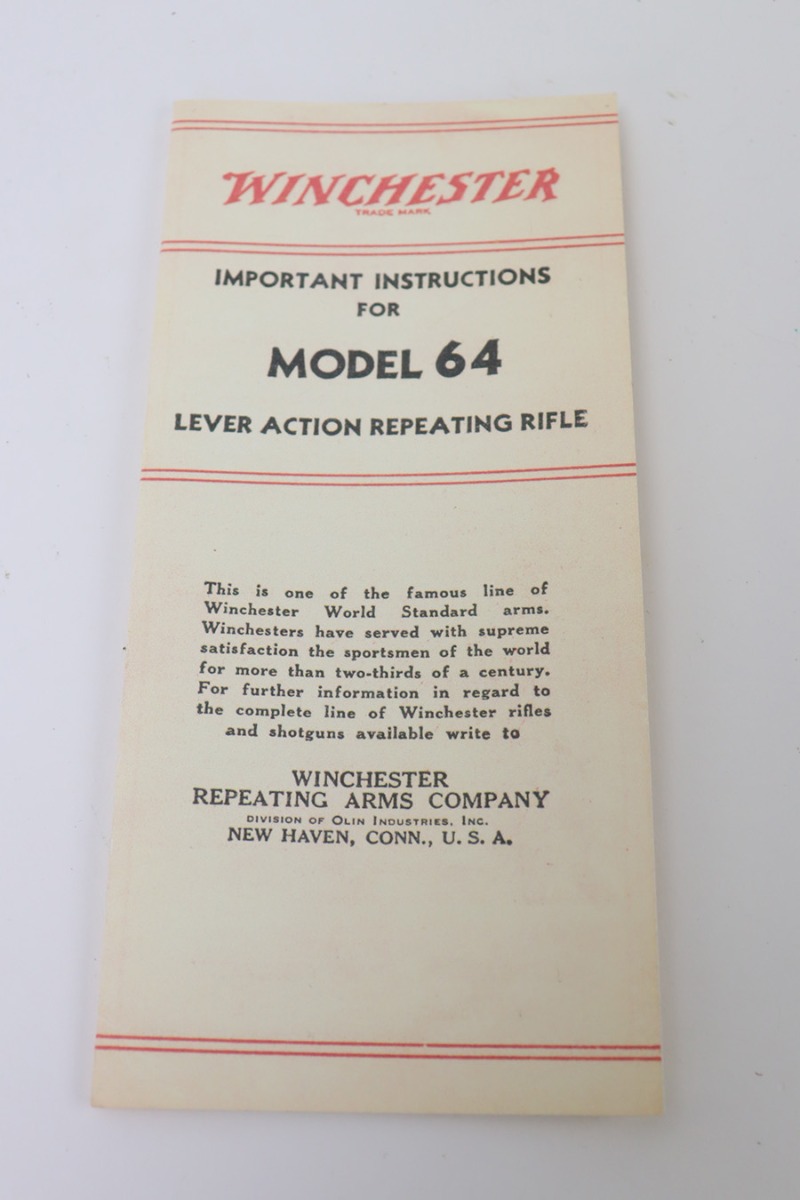 WINCHESTER
TRADE MARK
IMPORTANT INSTRUCTIONS
FOR
MODEL 64
LEVER ACTION REPEATING RIFLE
This is one of the famous line of
Winchester World Standard arms.
Winchesters have served with supreme
satisfaction the sportsmen of the world
for more than two-thirds of a century.
For further information in regard to
the complete line of Winchester rifles
and shotguns available write to
WINCHESTER
REPEATING ARMS COMPANY
DIVISION OF OLIN INDUSTRIES, INC.
NEW HAVEN, CONN., U. S. A.